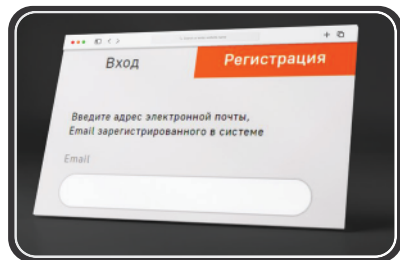 Вход
Регистрация
Введите адрес электронной почты,
Email зарегистрированного в системе
Email